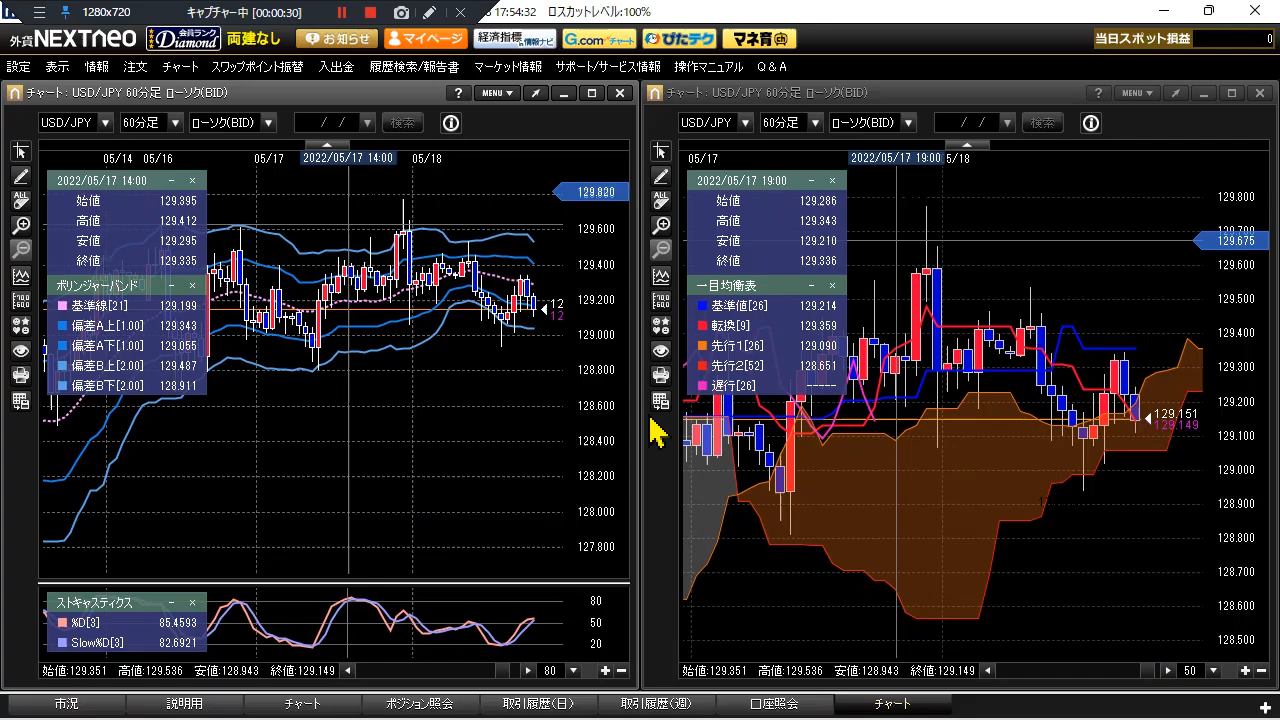 1280x720 キャプチャー中 [00:00:30] 17:54:32 ロスカットレベル:100%
外貨NEXTNEO 会員ランク Diamond 両建なし お知らせ マイページ 経済指標 情報ナビ G.comチャート ぴたテク マネ育 当日スポット損益 0
設定 表示 情報 注文 チャート スワップポイント振替 入出金 履歴検索/報告書 マーケット情報 サポート/サービス情報 操作マニュアル Q&A
チャート : USD/JPY 60分足 ローソク(BID) ? MENU
USD/JPY 60分足 ローソク(BID) / / 検索
05/14 05/16 05/17 2022/05/17 14:00 05/18
2022/05/17 14:00 － ×
始値 129.395
高値 129.412
安値 129.295
終値 129.335
ボリンジャーバンド － ×
基準線[21] 129.199
偏差A上[1.00] 129.343
偏差A下[1.00] 129.055
偏差B上[2.00] 129.487
偏差B下[2.00] 128.911
129.820
129.600
129.400
129.200
129.000
128.800
128.600
128.400
128.200
128.000
127.800
12
12
ストキャスティクス － ×
%D[3] 85.4593
Slow%D[3] 82.6921
80
50
20
始値:129.351 高値:129.536 安値:128.943 終値:129.149 80
チャート : USD/JPY 60分足 ローソク(BID) ? MENU
USD/JPY 60分足 ローソク(BID) / / 検索
05/17 2022/05/17 19:00 5/18
2022/05/17 19:00 － ×
始値 129.286
高値 129.343
安値 129.210
終値 129.336
一目均衡表 － ×
基準値[26] 129.214
転換[9] 129.359
先行1[26] 129.090
先行2[52] 128.651
遅行[26] -----
129.800
129.675
129.600
129.500
129.400
129.300
129.200
129.100
129.000
128.900
128.800
128.700
128.600
128.500
129.151
129.149
始値:129.351 高値:129.536 安値:128.943 終値:129.149 50
市況 説明用 チャート ポジション照会 取引履歴(日) 取引履歴(週) 口座照会 チャート